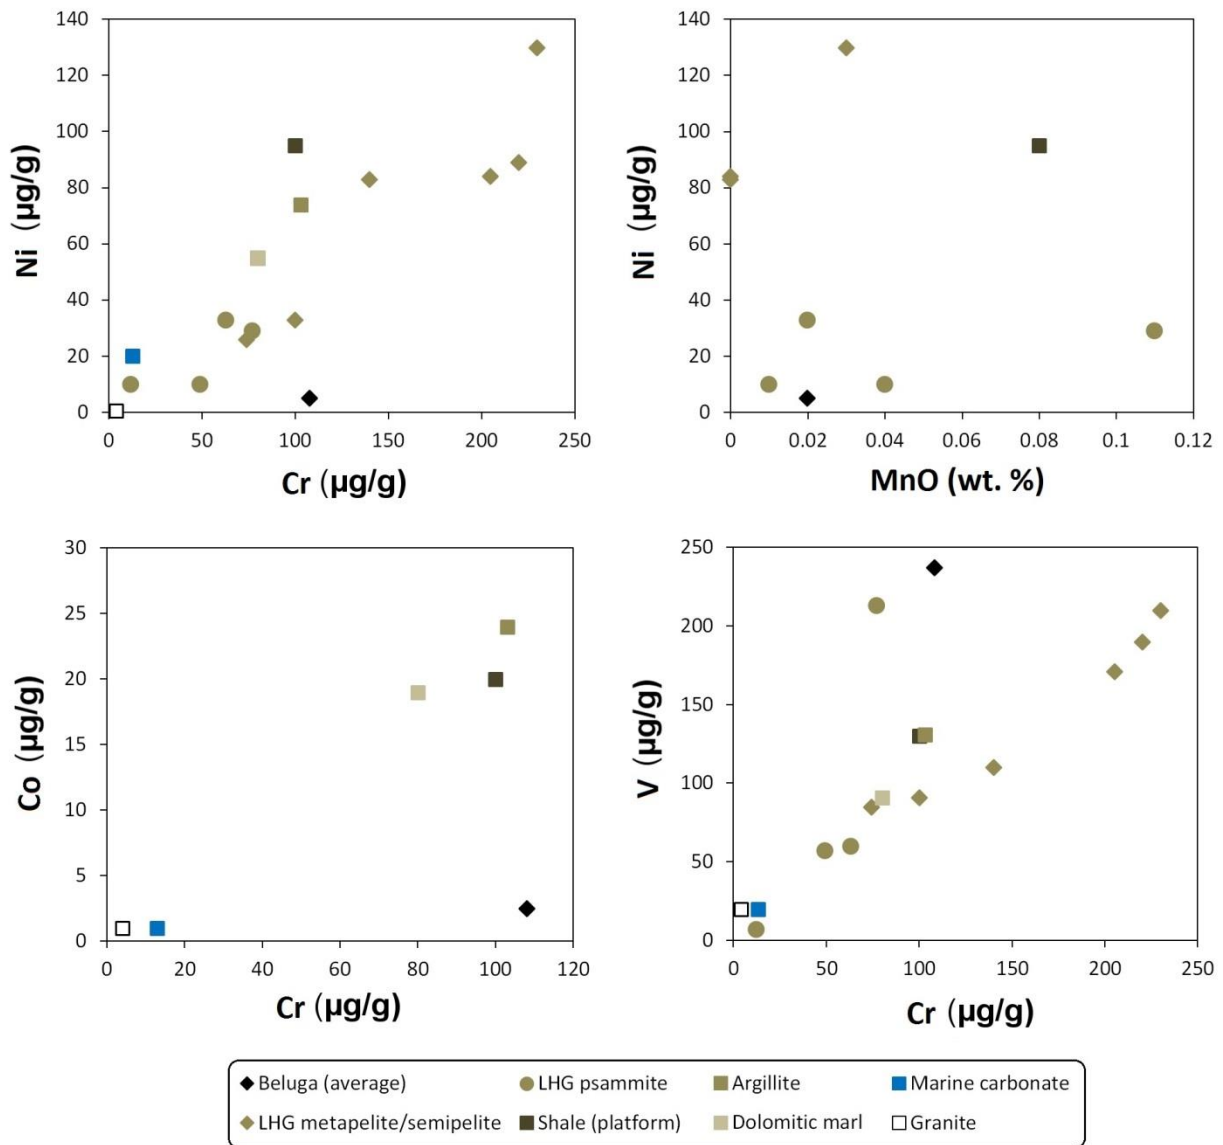 140
120
100
80
60
40
20
0
Ni (µg/g)
0 50 100 150 200 250
Cr (µg/g)
140
120
100
80
60
40
20
0
Ni (µg/g)
0 0.02 0.04 0.06 0.08 0.1 0.12
MnO (wt. %)
30
25
20
15
10
5
0
Co (µg/g)
0 20 40 60 80 100 120
Cr (µg/g)
250
200
150
100
50
0
V (µg/g)
0 50 100 150 200 250
Cr (µg/g)
Beluga (average) LHG psammite Argillite Marine carbonate
LHG metapelite/semipelite Shale (platform) Dolomitic marl Granite